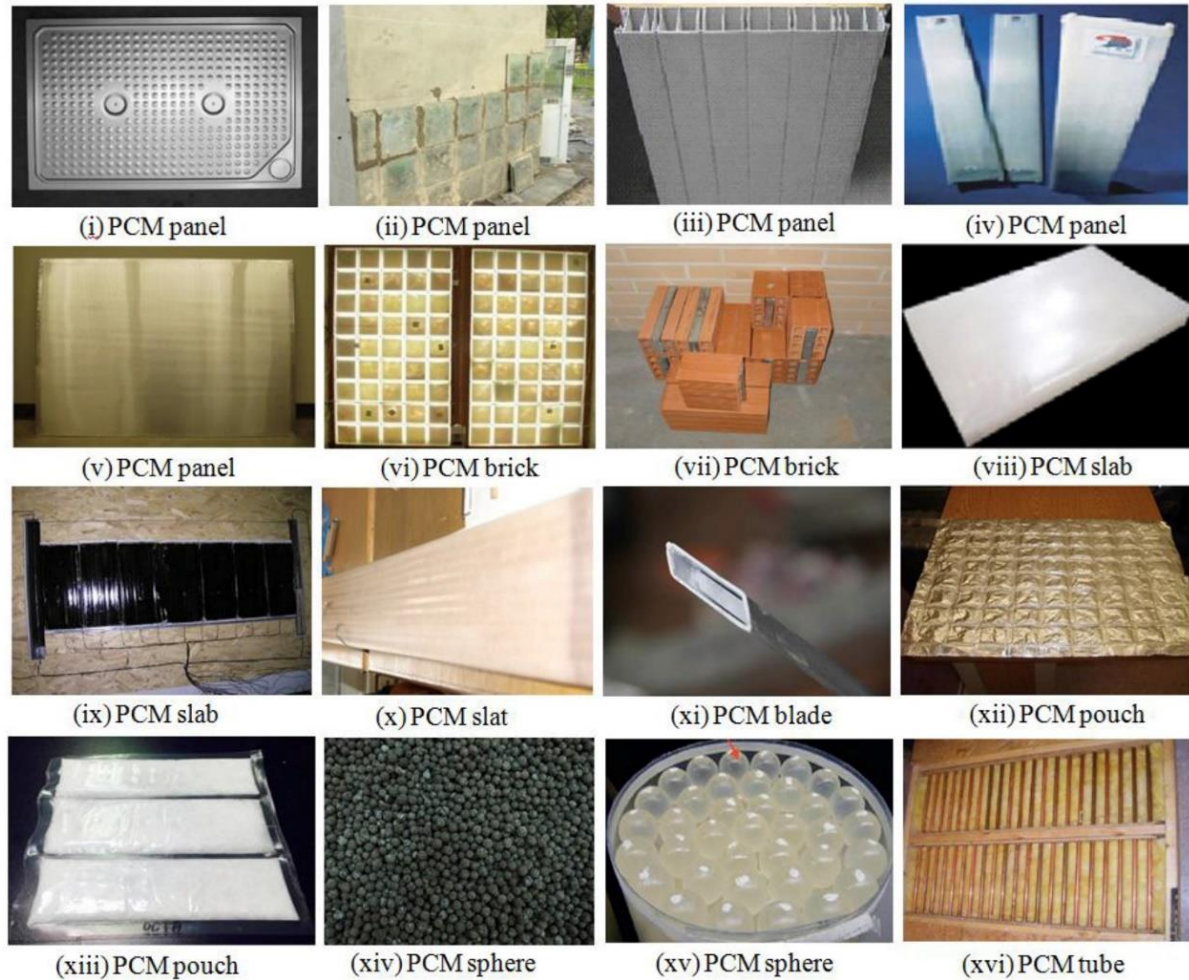 (i) PCM panel
(ii) PCM panel
(iii) PCM panel
(iv) PCM panel
(v) PCM panel
(vi) PCM brick
(vii) PCM brick
(viii) PCM slab
(ix) PCM slab
(x) PCM slat
(xi) PCM blade
(xii) PCM pouch
(xiii) PCM pouch
(xiv) PCM sphere
(xv) PCM sphere
(xvi) PCM tube